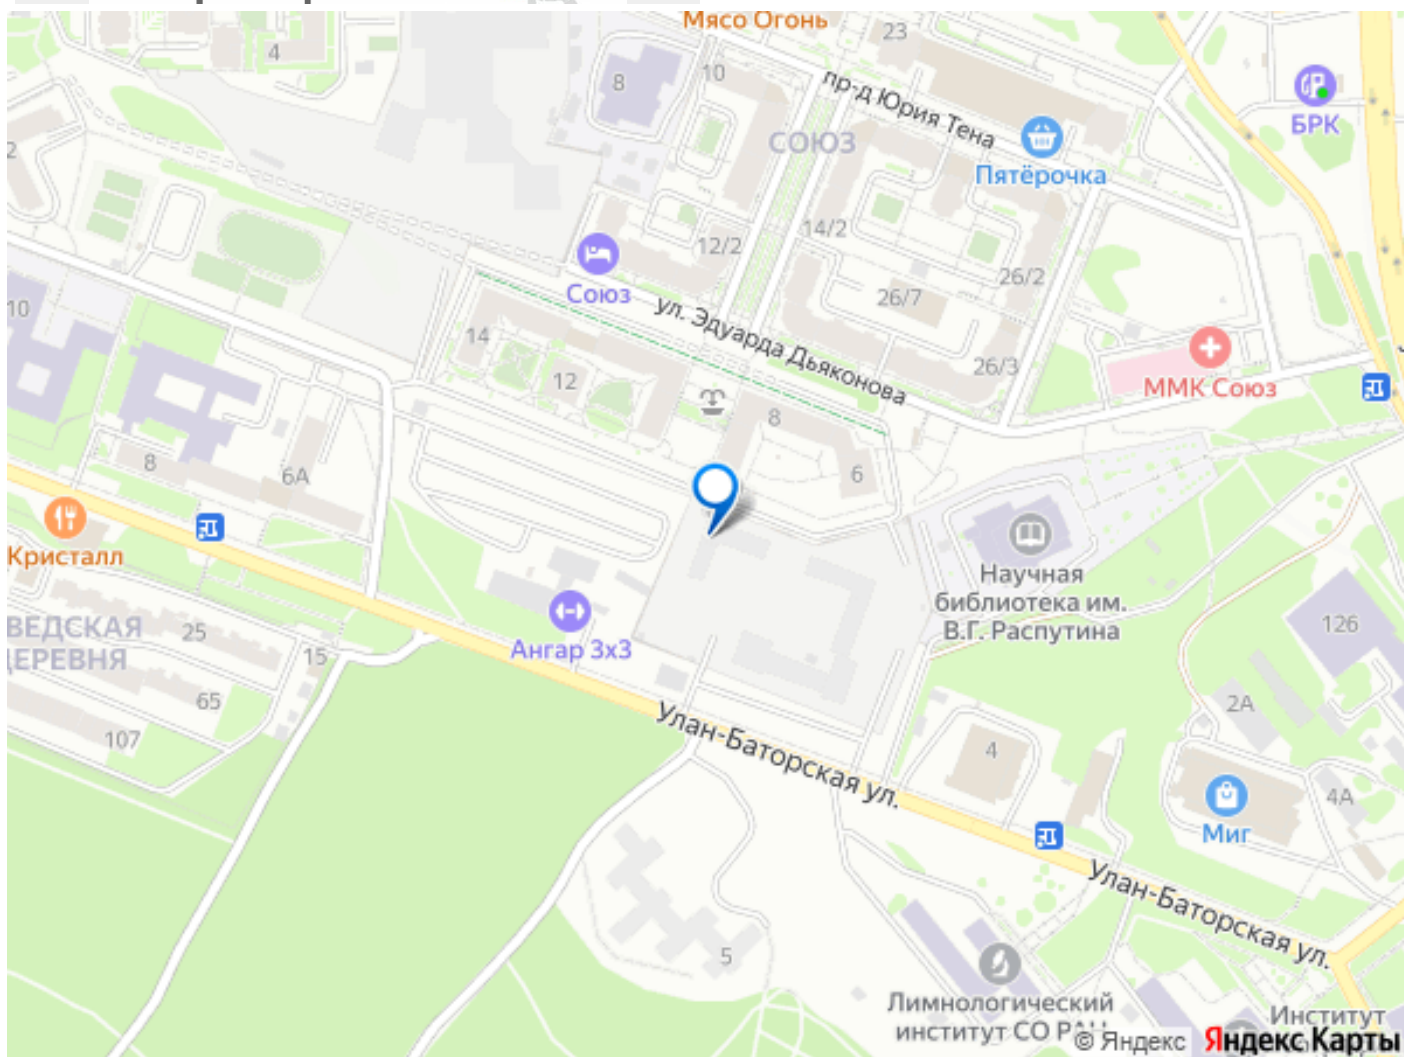 Мясо Огонь
23
4
10
8
пр-д Юрия Тена
БРК
СОЮЗ
Пятёрочка
2
14/2
12/2
26/2
Союз
26/7
10
ул. Эдуарда Дьяконова
14
26/3
12
ММК Союз
8
6
8
6А
Кристалл
Научная
библиотека им.
В.Г. Распутина
ВЕДСКАЯ
ЕРЕВНЯ
25
15
Ангар 3х3
126
65
2А
107
Улан-Баторская ул.
4
4А
Миг
Улан-Баторская ул.
5
Лимнологический
институт СО РАН
Институт
© Яндекс Яндекс Карты